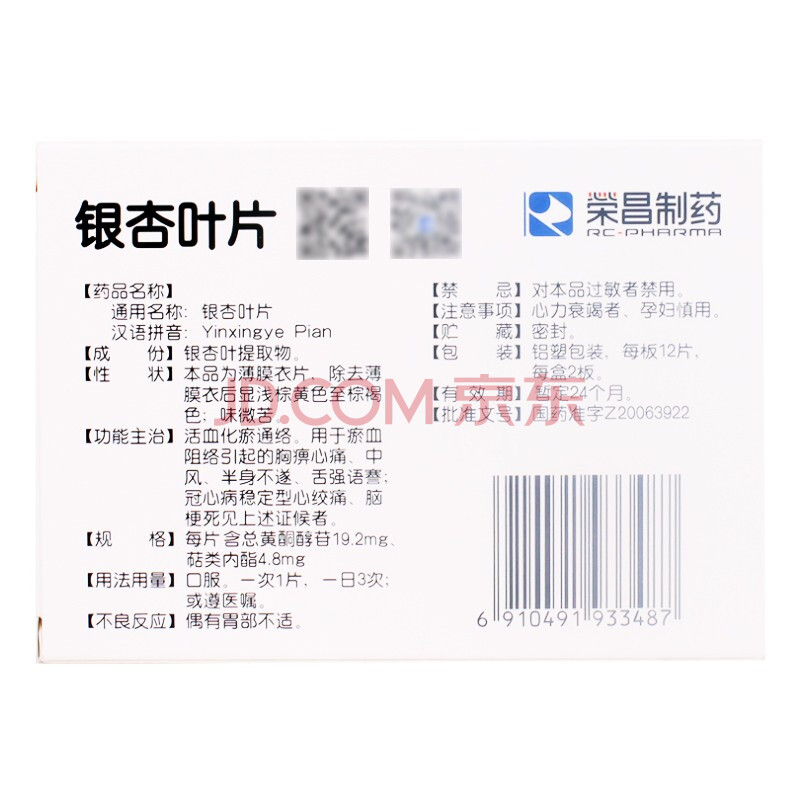 银杏叶片
榮昌制药
RC-PHARMA
【药品名称】
通用名称：银杏叶片
汉语拼音：Yinxingye Pian
【成 份】银杏叶提取物。
【性 状】本品为薄膜衣片，除去薄
膜衣后显浅棕黄色至棕褐
色；味微苦
【功能主治】活血化瘀通络。用于瘀血
阻络引起的胸痹心痛、中
风、半身不遂、舌强语謇；
冠心病稳定型心绞痛、脑
梗死见上述证候者。
【规 格】每片含总黄酮醇苷19.2mg、
萜类内酯4.8mg
【用法用量】口服。一次1片，一日3次；
或遵医嘱。
【不良反应】偶有胃部不适。
【禁 忌】对本品过敏者禁用。
【注意事项】心力衰竭者、孕妇慎用。
【贮 藏】密封。
【包 装】铝塑包装，每板12片，
每盒2板。
【有 效 期】暂定24个月。
【批准文号】国药准字Z20063922
JD.COM 京东
6 910491 933487